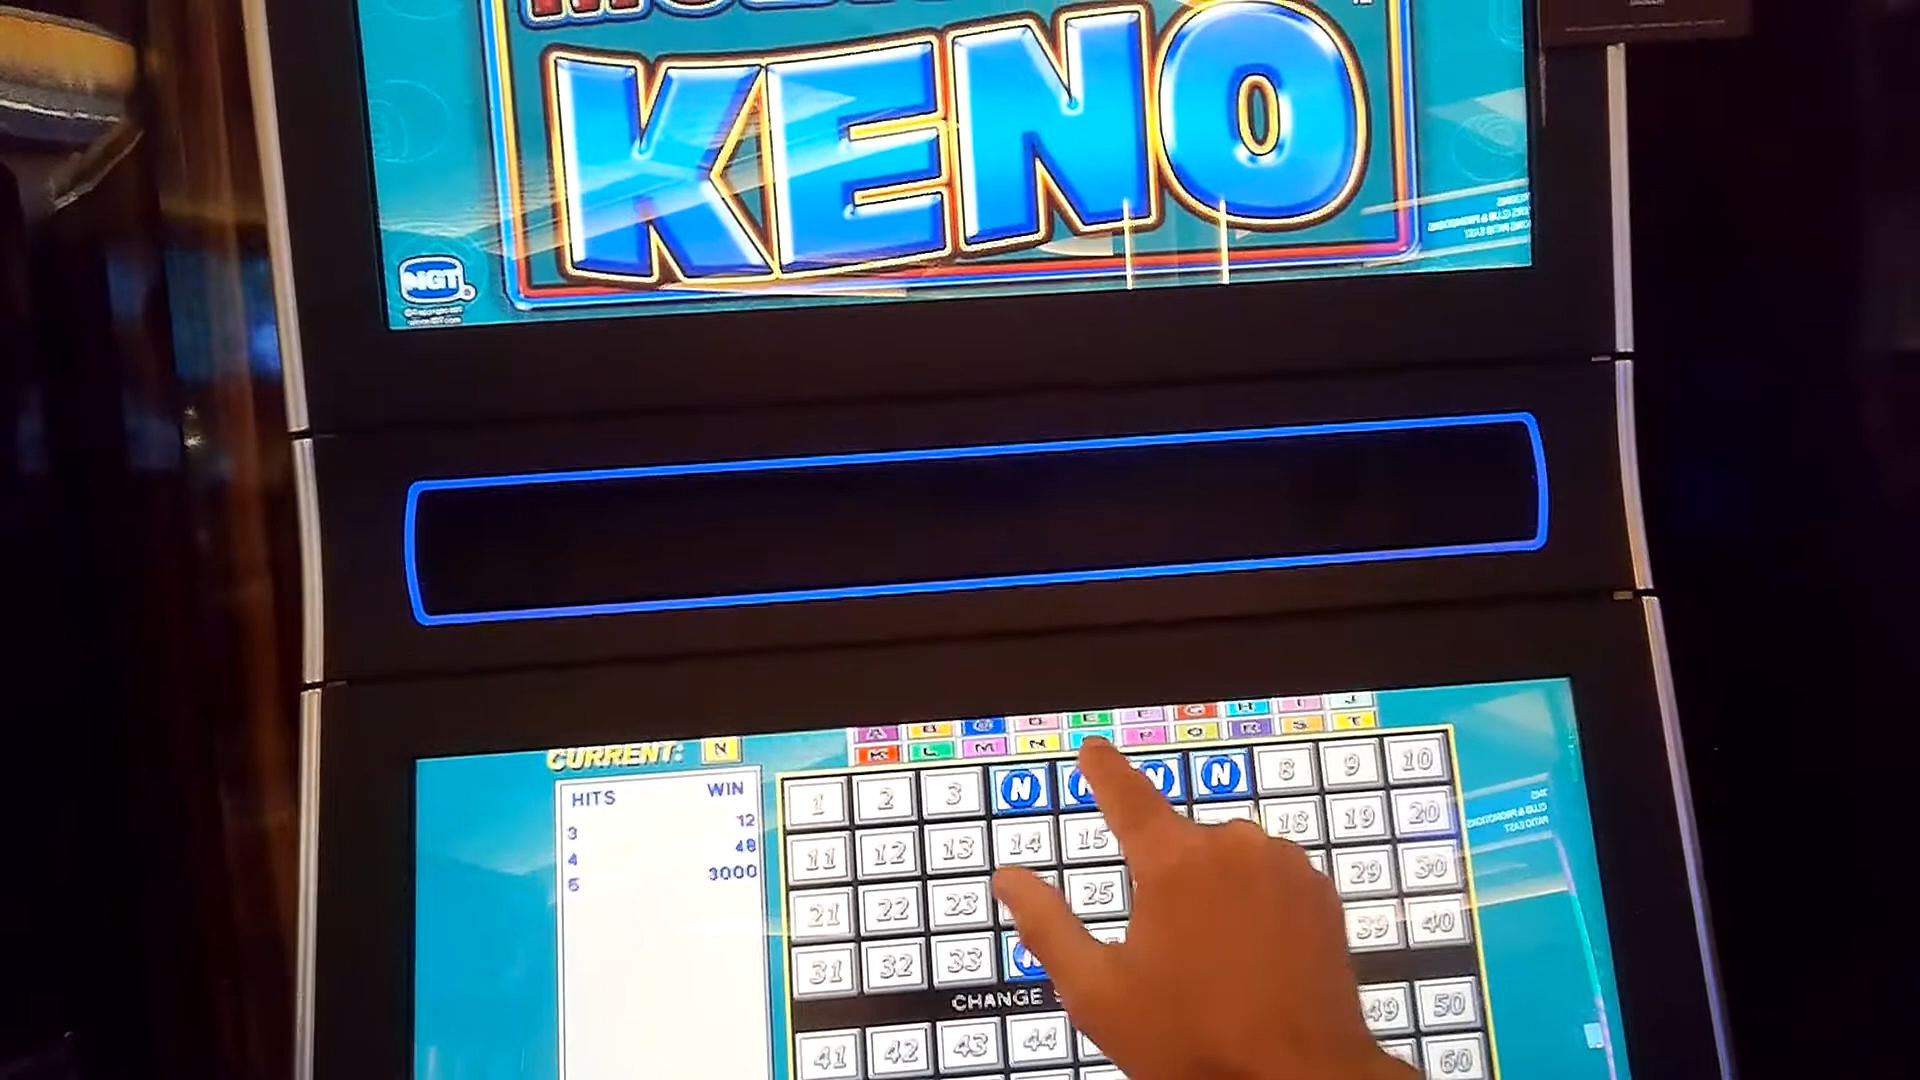 KENO
IGT
CURRENT: N
A B C D E F G H I J
K L M N P Q R S T
HITS WIN
3 12
4 48
5 3000
1 2 3 N N N N 8 9 10
11 12 13 14 15 18 19 20
21 22 23 25 29 30
31 32 33 N 39 40
CHANGE
41 42 43 44 49 50
60